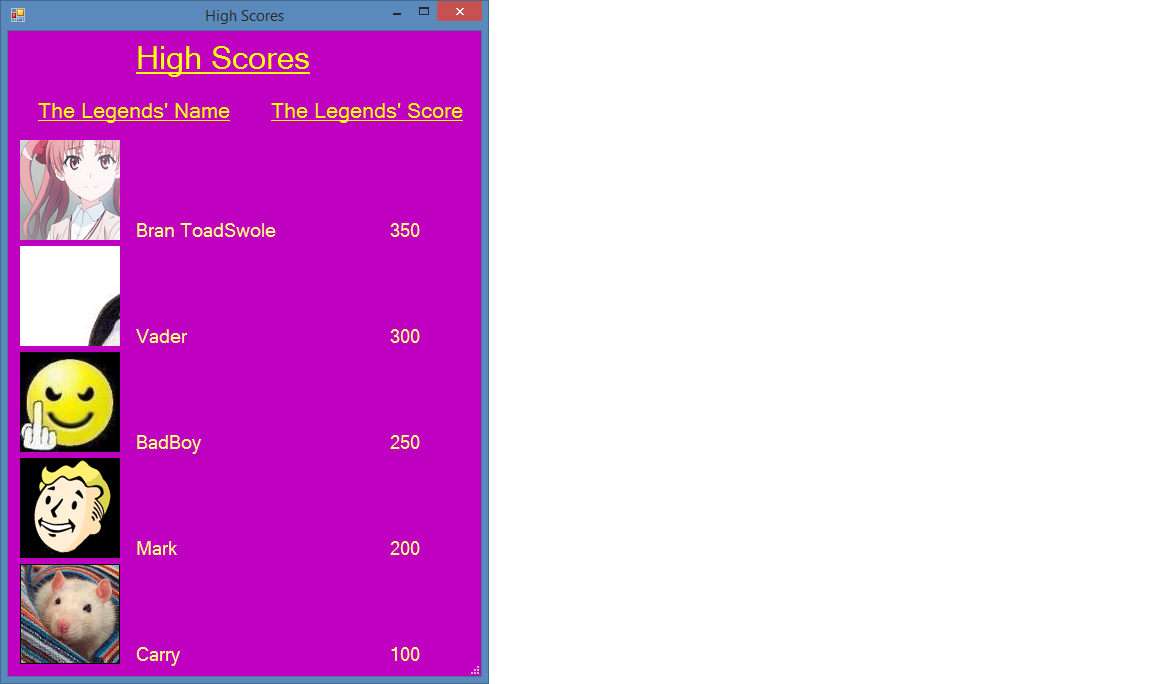 High Scores
High Scores
The Legends' Name The Legends' Score
Bran ToadSwole 350
Vader 300
BadBoy 250
Mark 200
Carry 100